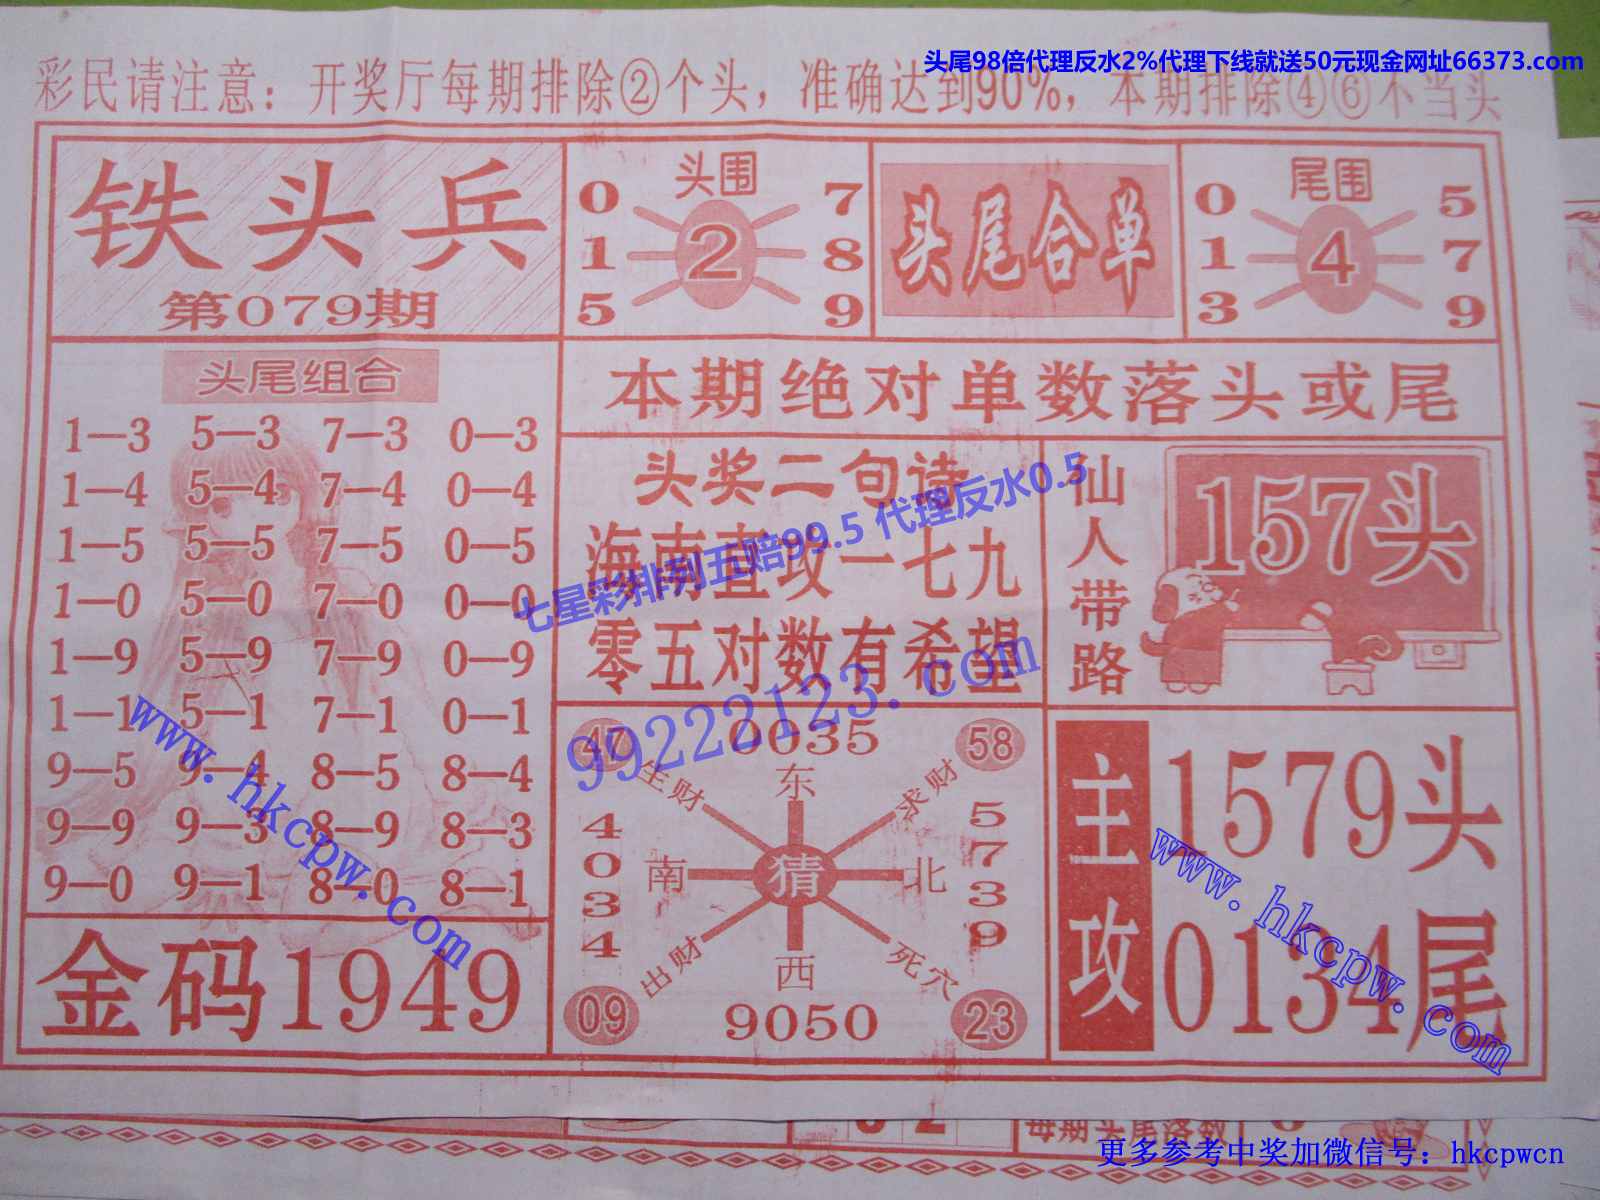 头尾98倍代理反水2%代理下线就送50元现金网址66373.com
彩民请注意：开奖厅每期排除②个头，准确达到90%，本期排除④⑥不当头
铁头兵
第079期
头围
0 7
1 2 8
5 9
头尾合单
尾围
0 5
1 4 7
3 9
头尾组合
1—3 5—3 7—3 0—3
1—4 5—4 7—4 0—4
1—5 5—5 7—5 0—5
1—0 5—0 7—0 0—0
1—9 5—9 7—9 0—9
1—1 5—1 7—1 0—1
9—5 9—4 8—5 8—4
9—9 9—3 8—9 8—3
9—0 9—1 8—0 8—1
金码1949
本期绝对单数落头或尾
头奖二句诗
海南直攻一七九
零五对数有希望
七星彩排列五赔99.5 代理反水0.5
99222123.com
仙人带路
157头
47 0035 58
生财 东 求财
4034
南 猜 北
5739
出财 西 死穴
09 9050 23
主攻
1579头
0134尾
www.hkcpw.com
www.hkcpw.com
每期头尾落数
更多参考中奖加微信号：hkcpwcn